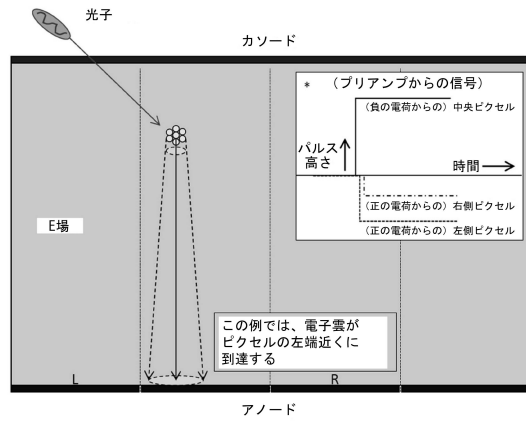 光子
カソード
* (プリアンプからの信号)
(負の電荷からの) 中央ピクセル
パルス
高さ
時間
(正の電荷からの) 右側ピクセル
(正の電荷からの) 左側ピクセル
E場
この例では、電子雲が
ピクセルの左端近くに
到達する
L
R
アノード